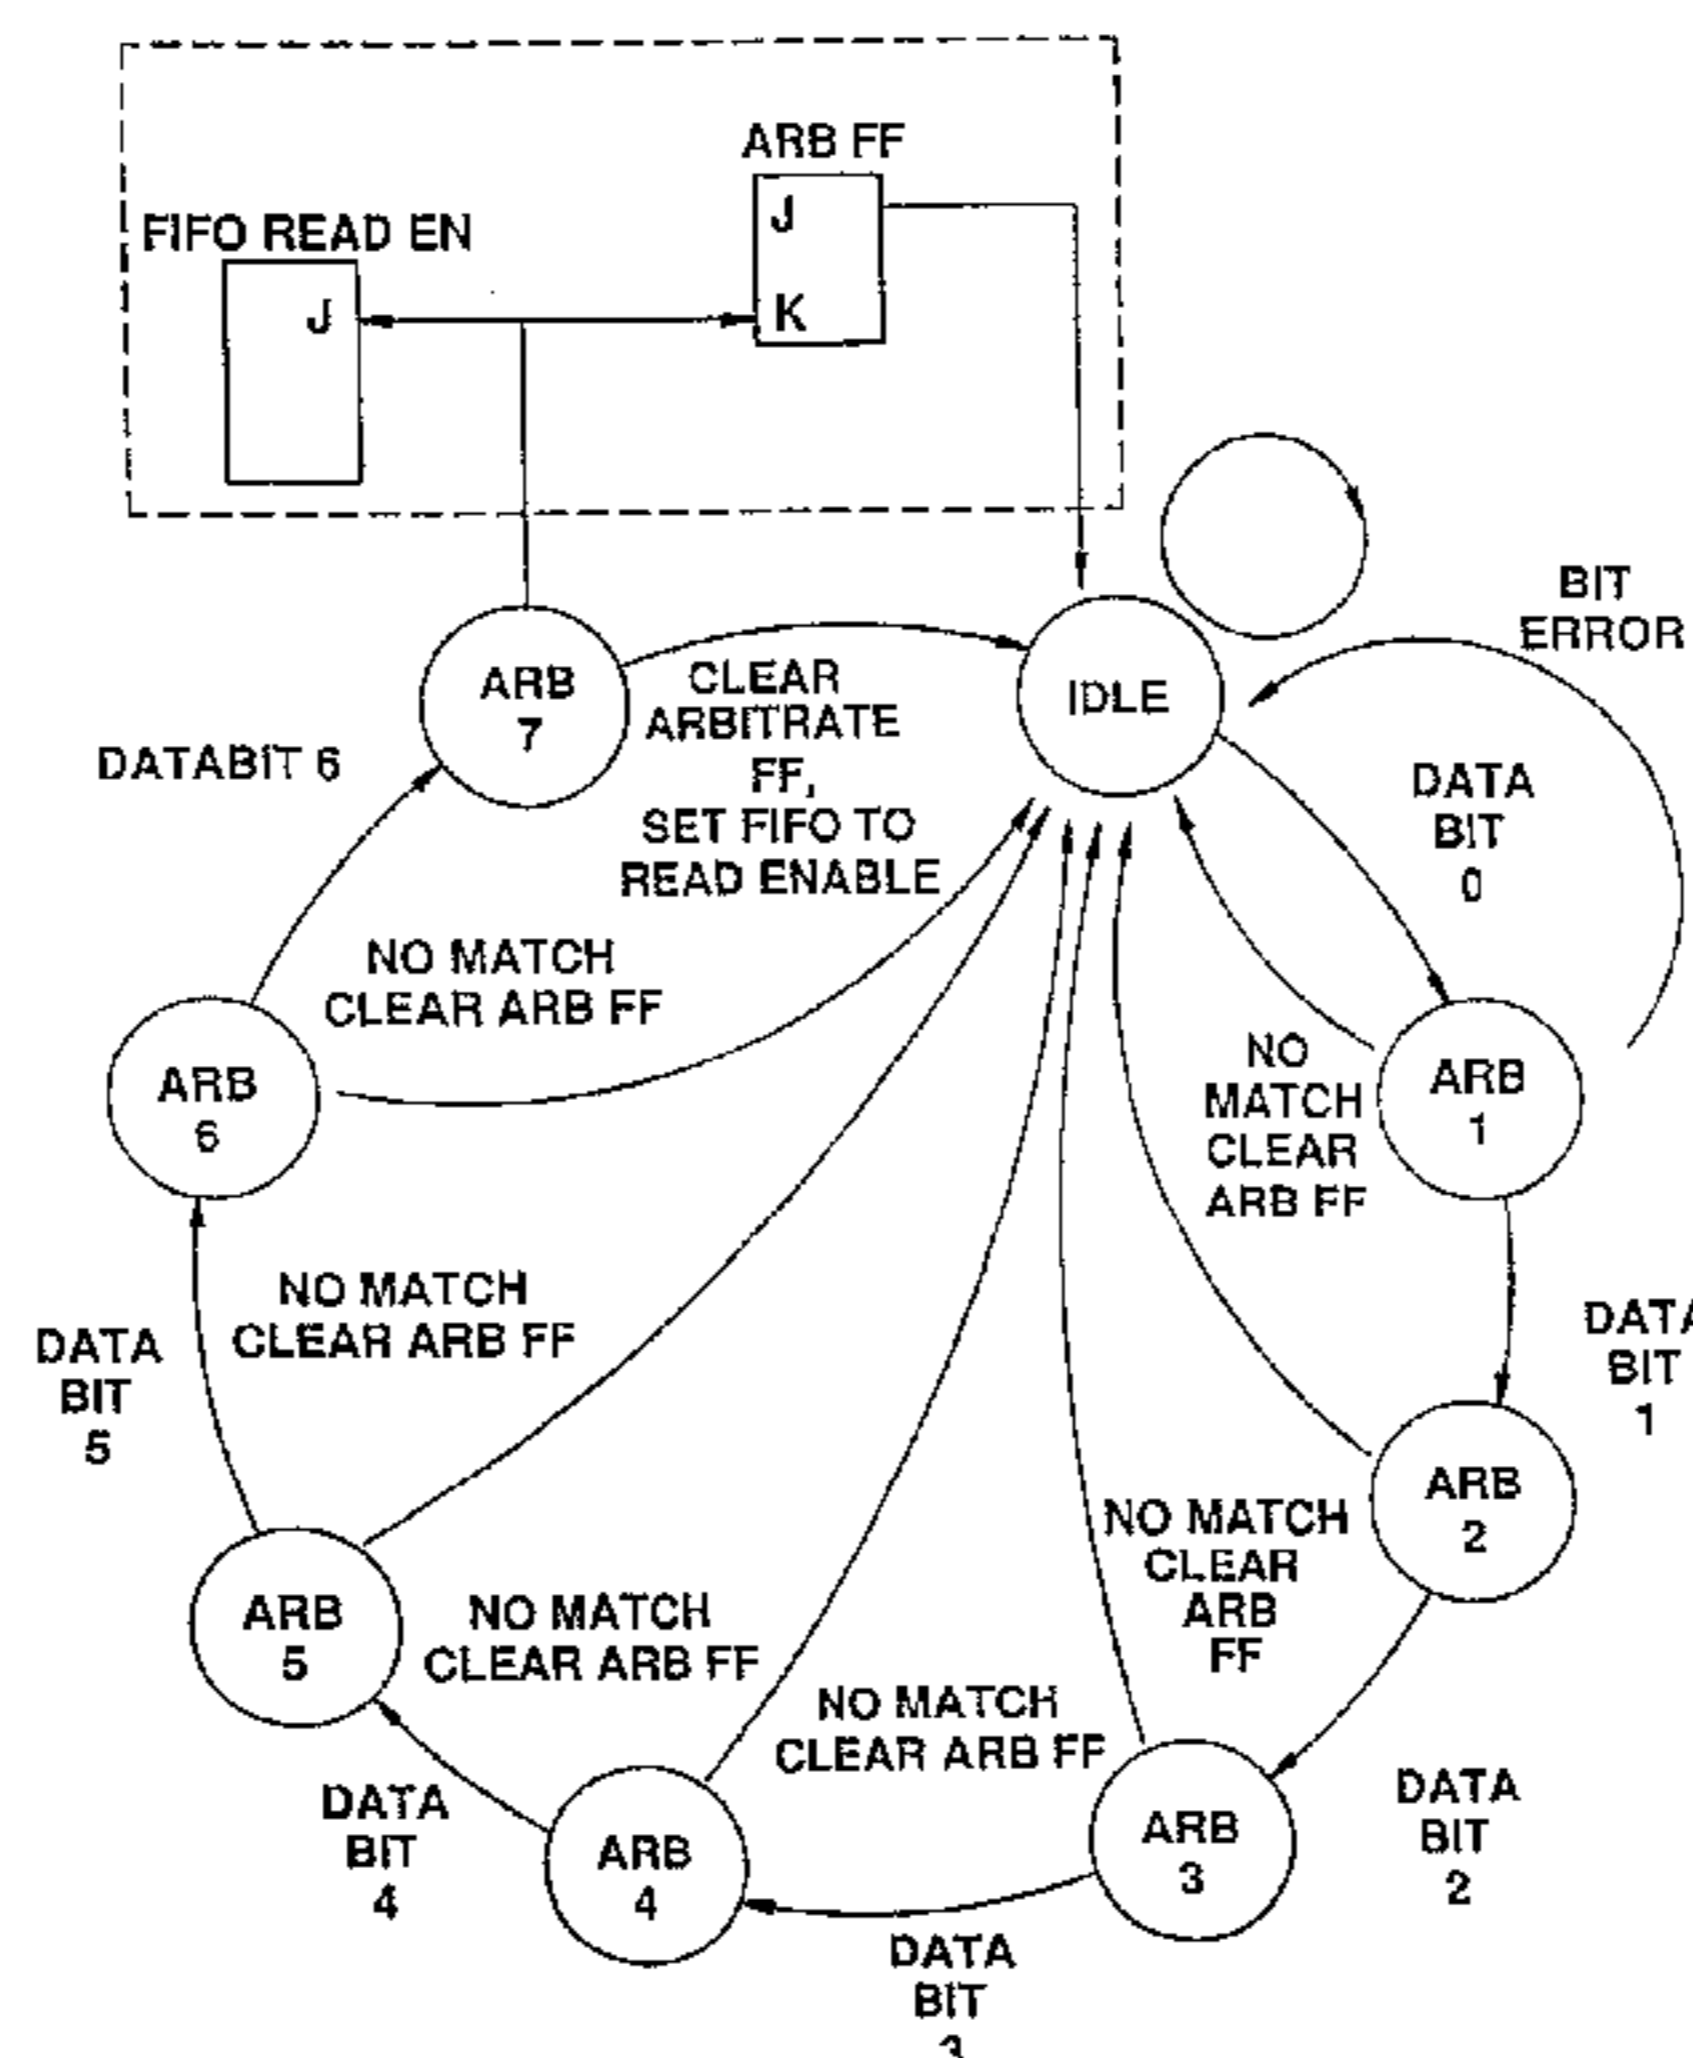 ARB FF
J
K
FIFO READ EN
J
BIT
ERROR
ARB
7
CLEAR
ARBITRATE
FF,
SET FIFO TO
READ ENABLE
IDLE
DATABIT 6
DATA
BIT
0
NO MATCH
CLEAR ARB FF
NO
MATCH
CLEAR
ARB FF
ARB
1
ARB
6
NO MATCH
CLEAR ARB FF
DATA
BIT
5
DATA
BIT
1
ARB
2
NO MATCH
CLEAR
ARB
FF
ARB
5
NO MATCH
CLEAR ARB FF
NO MATCH
CLEAR ARB FF
DATA
BIT
4
ARB
4
ARB
3
DATA
BIT
2
DATA
BIT
3